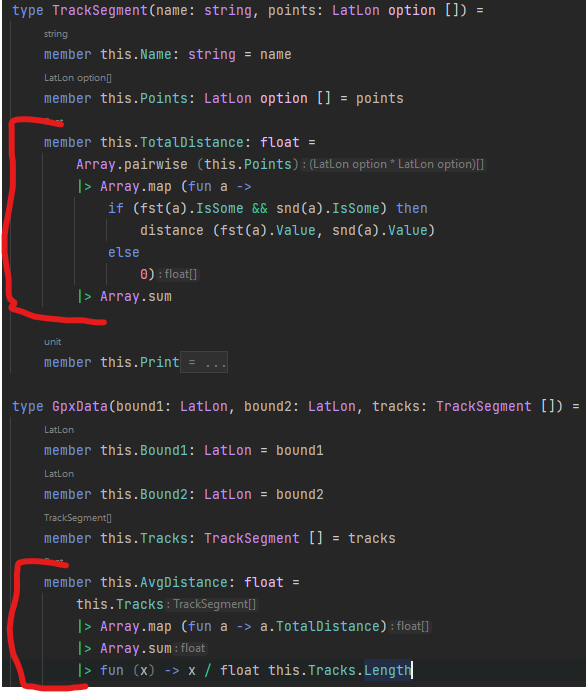 type TrackSegment(name: string, points: LatLon option []) =
string
member this.Name: string = name
LatLon option[]
member this.Points: LatLon option [] = points
member this.TotalDistance: float =
Array.pairwise (this.Points) : (LatLon option * LatLon option)[]
|> Array.map (fun a ->
if (fst(a).IsSome && snd(a).IsSome) then
distance (fst(a).Value, snd(a).Value)
else
0) : float[]
|> Array.sum
unit
member this.Print = ...
type GpxData(bound1: LatLon, bound2: LatLon, tracks: TrackSegment []) =
LatLon
member this.Bound1: LatLon = bound1
LatLon
member this.Bound2: LatLon = bound2
TrackSegment[]
member this.Tracks: TrackSegment [] = tracks
member this.AvgDistance: float =
this.Tracks : TrackSegment[]
|> Array.map (fun a -> a.TotalDistance) : float[]
|> Array.sum : float
|> fun (x) -> x / float this.Tracks.Length